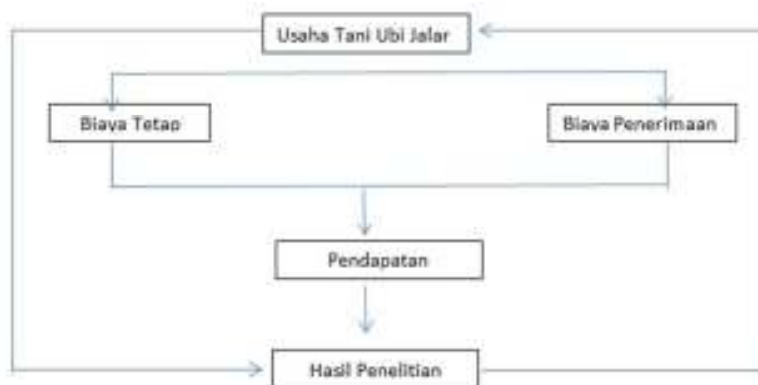 Usaha Tani Ubi Jalar
Biaya Tetap
Biaya Penerimaan
Pendapatan
Hasil Penelitian